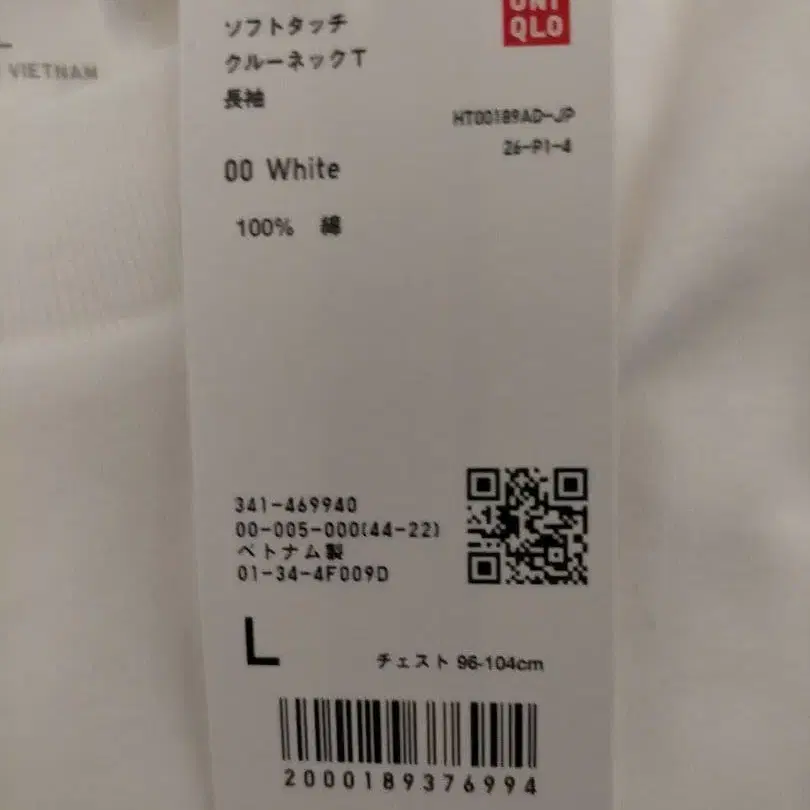 VIETNAM
UNI
QLO
ソフトタッチ
クルーネックT
長袖
HT00189AD-JP
26-P1-4
00 White
100% 綿
341-469940
00-005-000(44-22)
ベトナム製
01-34-4F009D
L
チェスト 96-104cm
2000189376994